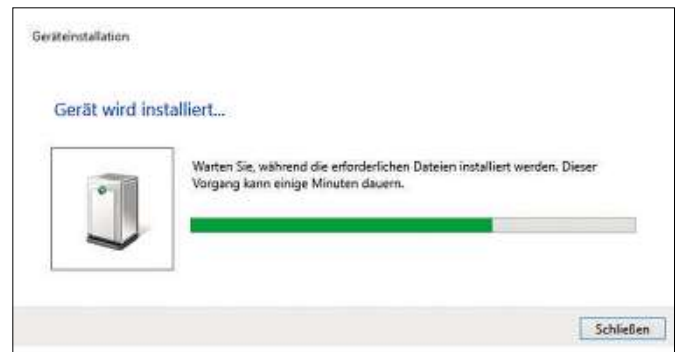 Geräteinstallation
Gerät wird installiert...
Warten Sie, während die erforderlichen Dateien installiert werden. Dieser
Vorgang kann einige Minuten dauern.
Schließen